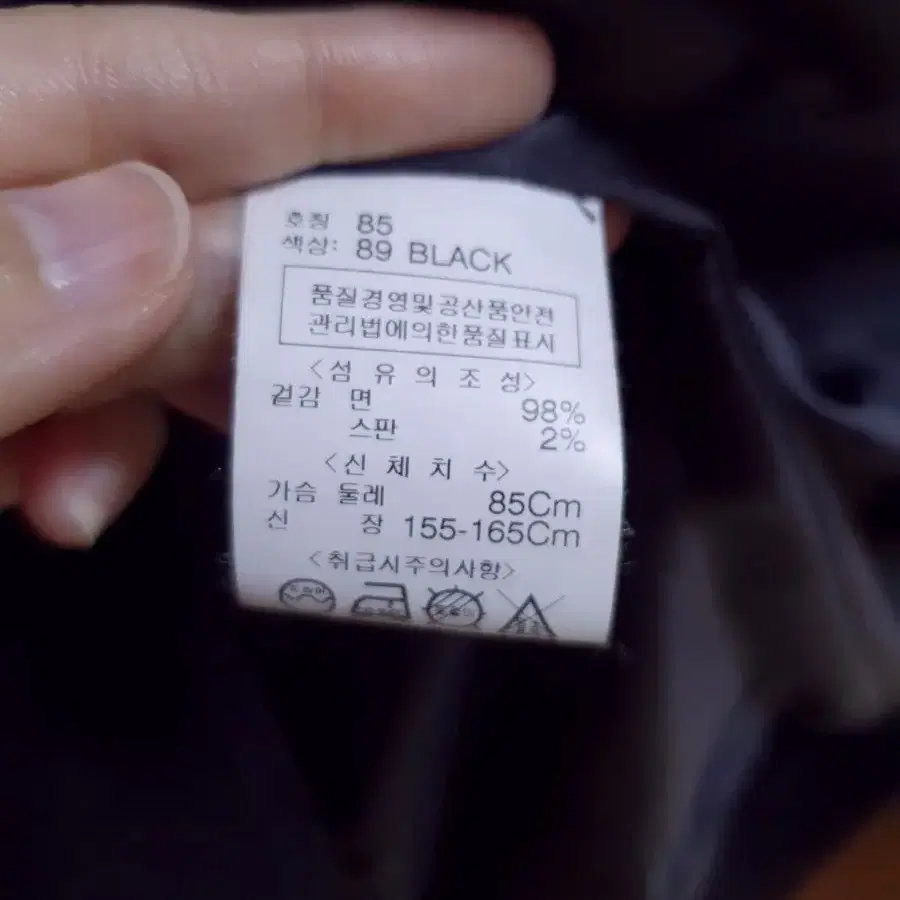 호칭 85
색상: 89 BLACK
품질경영및공산품안전
관리법에의한품질표시
<섬 유 의 조 성>
겉감 면 98%
스판 2%
<신 체 치 수>
가슴 둘레 85Cm
신 장 155-165Cm
<취급시주의사항>
드라이